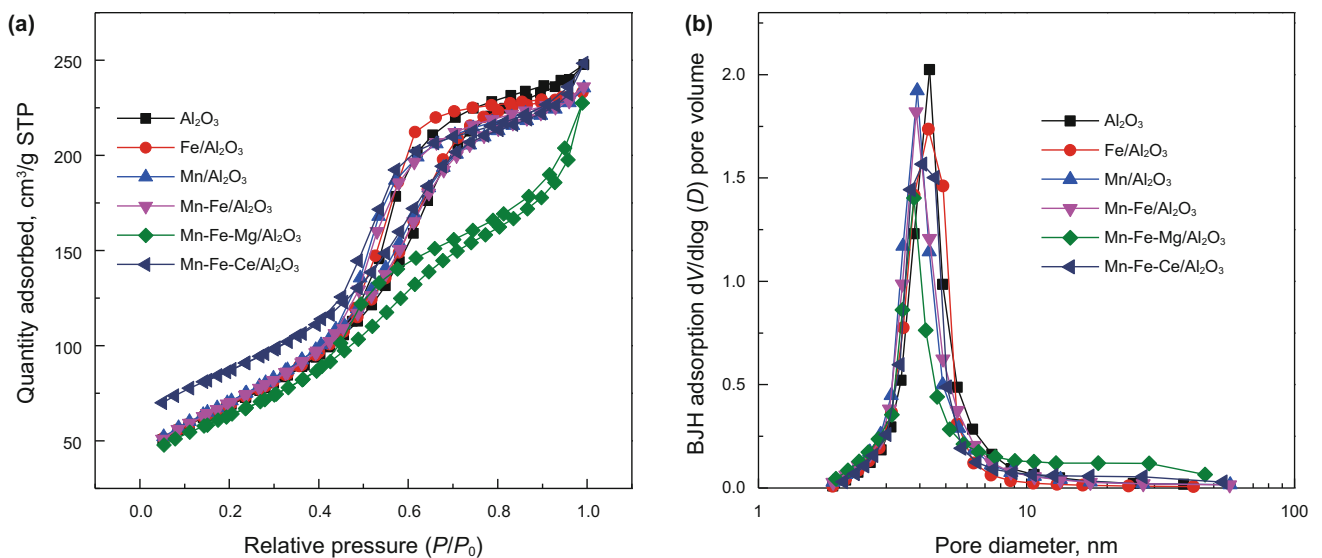 (a)
250
200
150
100
50
Quantity adsorbed, cm³/g STP
Al₂O₃
Fe/Al₂O₃
Mn/Al₂O₃
Mn-Fe/Al₂O₃
Mn-Fe-Mg/Al₂O₃
Mn-Fe-Ce/Al₂O₃
0.0 0.2 0.4 0.6 0.8 1.0
Relative pressure (P/P₀)
(b)
2.0
1.5
1.0
0.5
0.0
BJH adsorption dV/dlog (D) pore volume
Al₂O₃
Fe/Al₂O₃
Mn/Al₂O₃
Mn-Fe/Al₂O₃
Mn-Fe-Mg/Al₂O₃
Mn-Fe-Ce/Al₂O₃
1 10 100
Pore diameter, nm